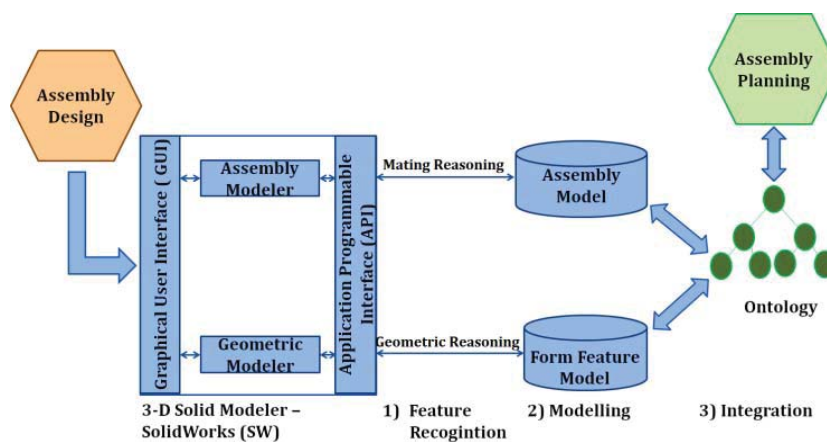 Assembly
Design
Assembly
Planning
Graphical User Interface ( GUI)
Assembly
Modeler
Geometric
Modeler
Application Programmable
Interface (API)
Mating Reasoning
Geometric Reasoning
Assembly
Model
Form Feature
Model
Ontology
3-D Solid Modeler –
SolidWorks (SW)
1) Feature
Recogintion
2) Modelling
3) Integration